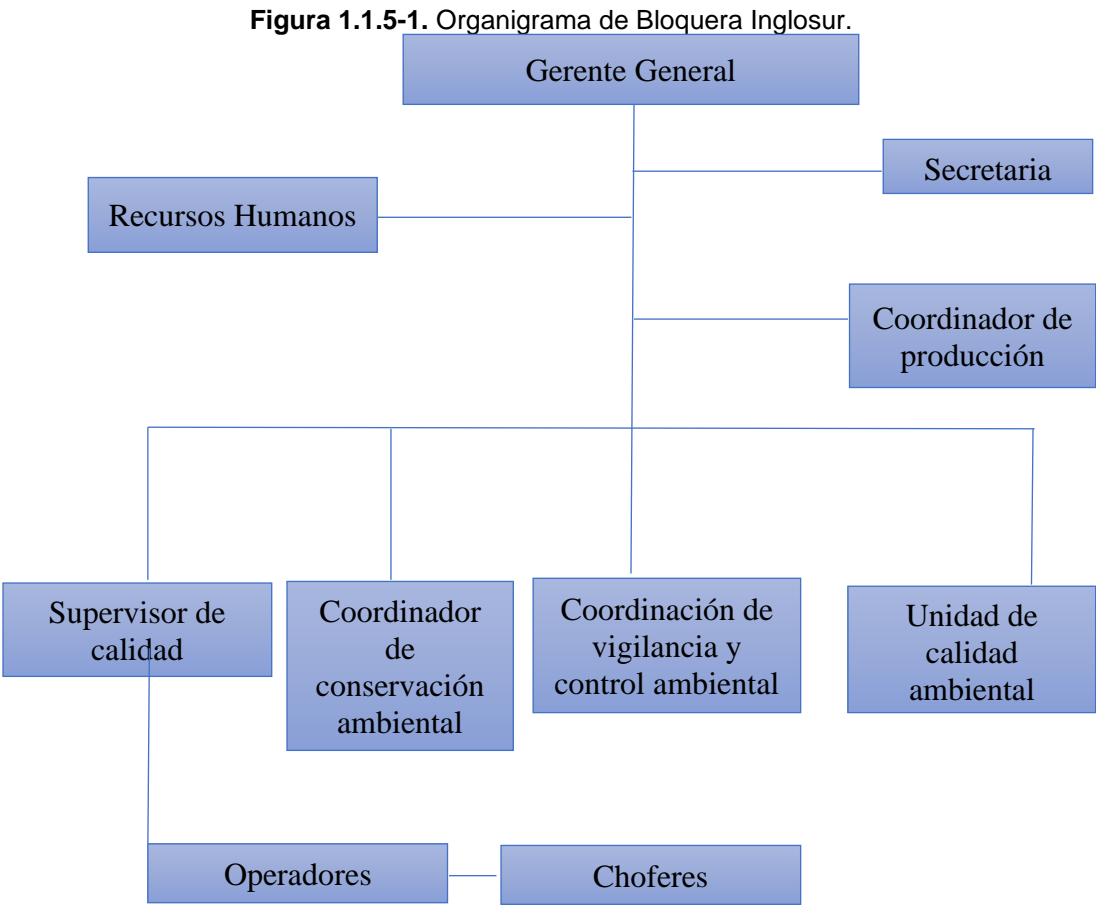 Figura 1.1.5-1. Organigrama de Bloquera Inglosur.
Gerente General
Secretaria
Recursos Humanos
Coordinador de
producción
Supervisor de
calidad
Coordinador
de
conservación
ambiental
Coordinación de
vigilancia y
control ambiental
Unidad de
calidad
ambiental
Operadores
Choferes